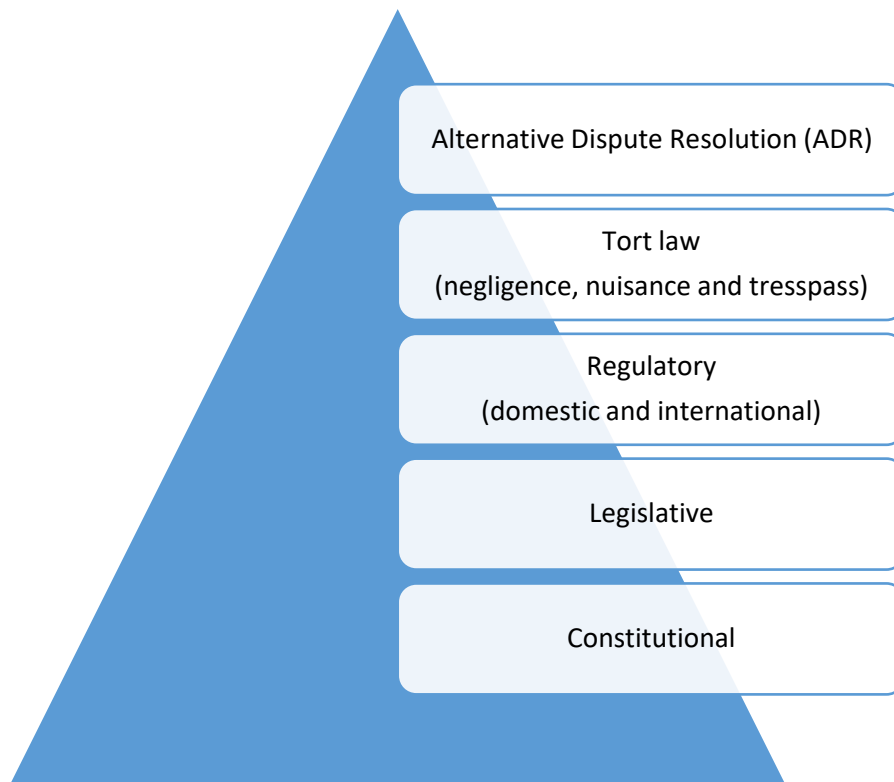 Alternative Dispute Resolution (ADR)
Tort law
(negligence, nuisance and tresspass)
Regulatory
(domestic and international)
Legislative
Constitutional